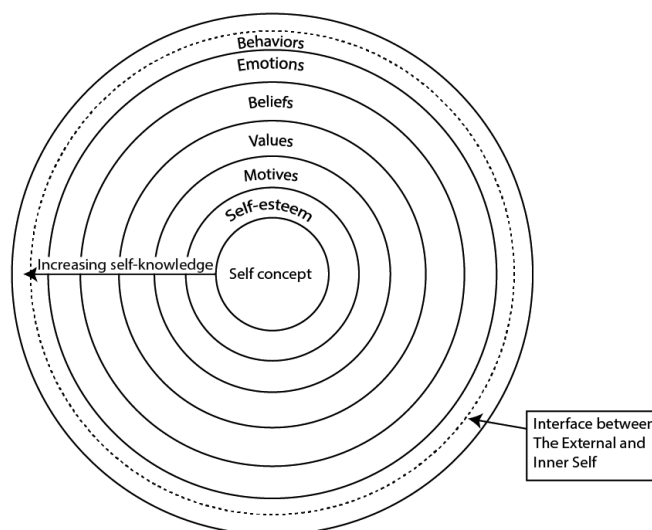 Behaviors
Emotions
Beliefs
Values
Motives
Self-esteem
Increasing self-knowledge
Self concept
Interface between
The External and
Inner Self